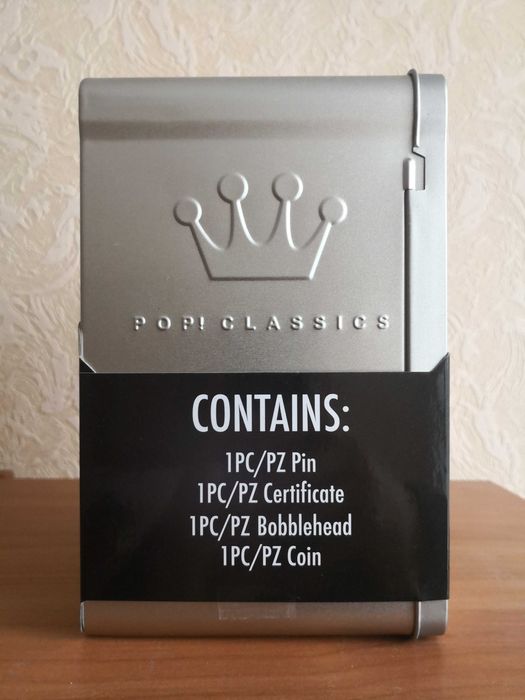 POP! CLASSICS
CONTAINS:
1PC/PZ Pin
1PC/PZ Certificate
1PC/PZ Bobblehead
1PC/PZ Coin